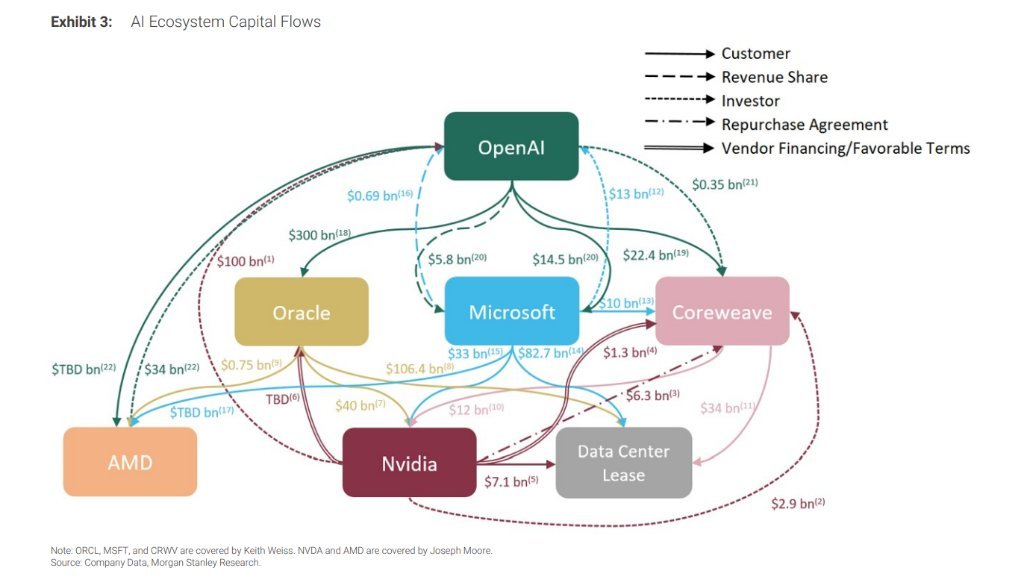 Exhibit 3: AI Ecosystem Capital Flows
Customer
Revenue Share
Investor
Repurchase Agreement
Vendor Financing/Favorable Terms
OpenAI
$0.69 bn(16)
$13 bn(12)
$0.35 bn(21)
$300 bn(18)
$100 bn(1)
$5.8 bn(20)
$14.5 bn(20)
$22.4 bn(19)
Oracle
Microsoft
$10 bn(13)
Coreweave
$33 bn(15)
$82.7 bn(14)
$1.3 bn(4)
$TBD bn(22)
$34 bn(22)
$0.75 bn(9)
$106.4 bn(8)
$TBD bn(17)
TBD(6)
$40 bn(7)
$12 bn(10)
$6.3 bn(3)
$34 bn(11)
AMD
Nvidia
$7.1 bn(5)
Data Center
Lease
$2.9 bn(2)
Note: ORCL, MSFT, and CRWV are covered by Keith Weiss. NVDA and AMD are covered by Joseph Moore.
Source: Company Data, Morgan Stanley Research.